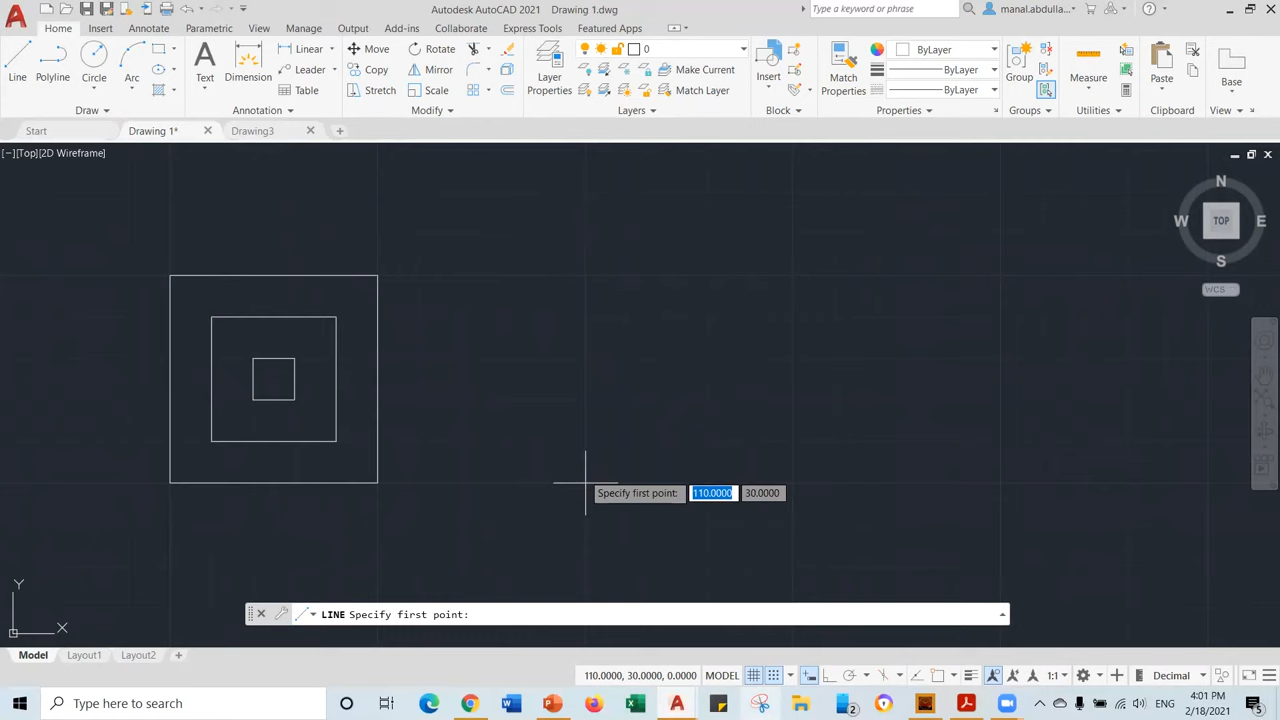 Autodesk AutoCAD 2021 Drawing 1.dwg
Type a keyword or phrase
manal.abdulla...
Home Insert Annotate Parametric View Manage Output Add-ins Collaborate Express Tools Featured Apps
Line Polyline Circle Arc
Text Dimension
Linear
Leader
Table
Move Rotate
Copy Mirror
Stretch Scale
Layer
Properties
0
Make Current
Match Layer
Insert
Match
Properties
ByLayer
ByLayer
ByLayer
Group
Measure
Paste
Base
Draw Annotation Modify Layers Block Properties Groups Utilities Clipboard View
Start Drawing 1* Drawing3
[−][Top][2D Wireframe]
N
W TOP E
S
WCS
Specify first point: 110.0000 30.0000
Y
X
LINE Specify first point:
Model Layout1 Layout2
110.0000, 30.0000, 0.0000 MODEL 1:1 Decimal
Type here to search
2
4:01 PM
2/18/2021
5